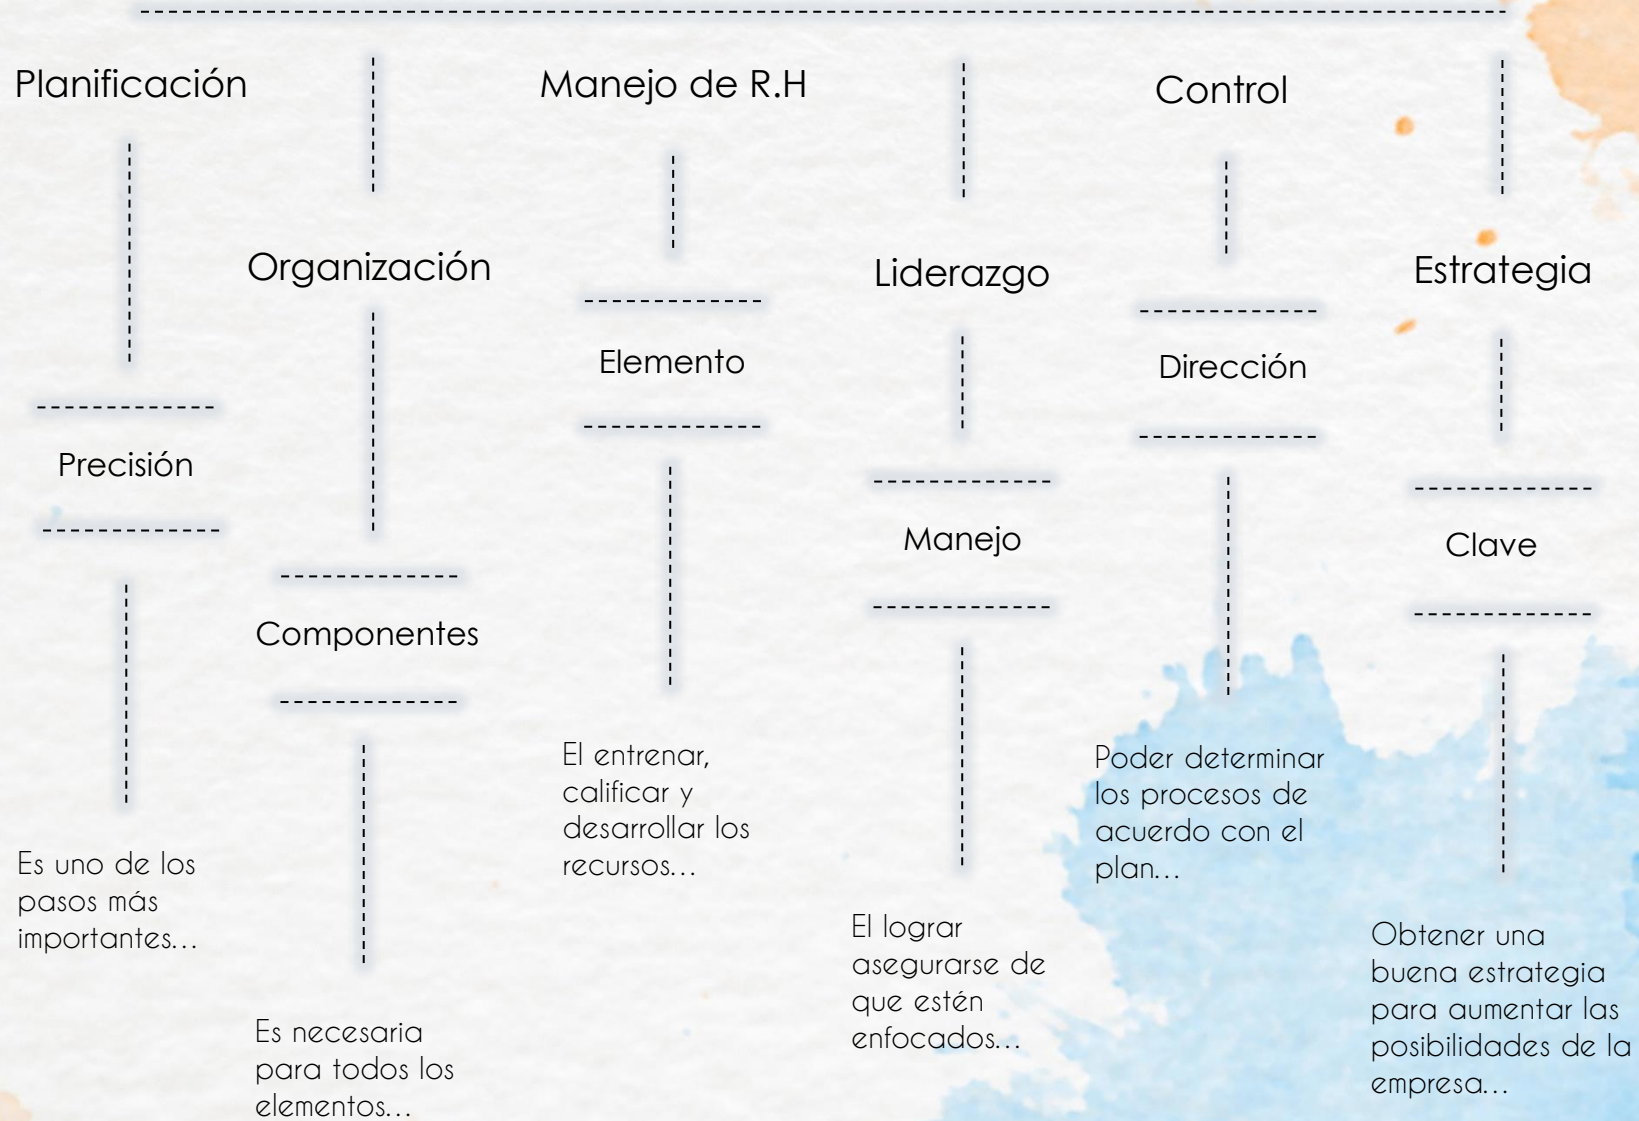 Planificación
Precisión
Es uno de los
pasos más
importantes...
Organización
Componentes
Es necesaria
para todos los
elementos...
Manejo de R.H
Elemento
El entrenar,
calificar y
desarrollar los
recursos...
Liderazgo
Manejo
El lograr
asegurarse de
que estén
enfocados...
Control
Dirección
Poder determinar
los procesos de
acuerdo con el
plan...
Estrategia
Clave
Obtener una
buena estrategia
para aumentar las
posibilidades de la
empresa...